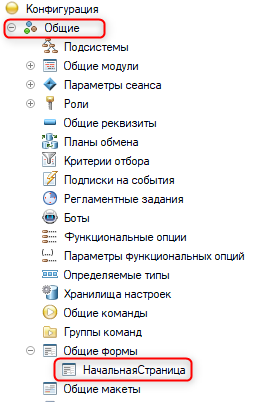 Конфигурация
Общие
Подсистемы
Общие модули
Параметры сеанса
Роли
Общие реквизиты
Планы обмена
Критерии отбора
Подписки на события
Регламентные задания
Боты
Функциональные опции
Параметры функциональных опций
Определяемые типы
Хранилища настроек
Общие команды
Группы команд
Общие формы
НачальнаяСтраница
Общие макеты